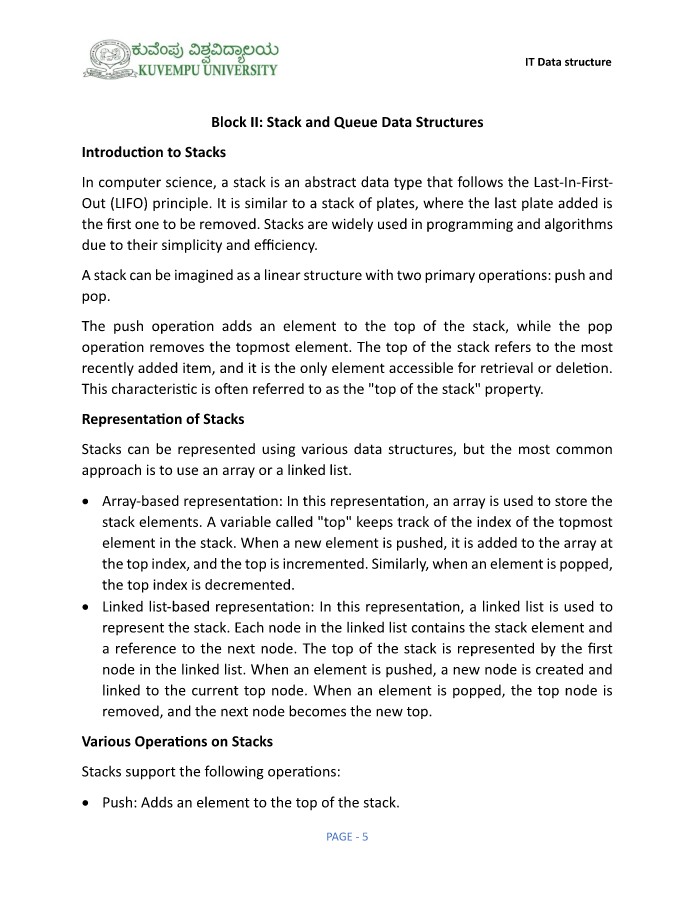 ಕುವೆಂಪು ವಿಶ್ವವಿದ್ಯಾಲಯ
KUVEMPU UNIVERSITY
IT Data structure
Block II: Stack and Queue Data Structures
Introduction to Stacks
In computer science, a stack is an abstract data type that follows the Last-In-First-
Out (LIFO) principle. It is similar to a stack of plates, where the last plate added is
the first one to be removed. Stacks are widely used in programming and algorithms
due to their simplicity and efficiency.
A stack can be imagined as a linear structure with two primary operations: push and
pop.
The push operation adds an element to the top of the stack, while the pop
operation removes the topmost element. The top of the stack refers to the most
recently added item, and it is the only element accessible for retrieval or deletion.
This characteristic is often referred to as the "top of the stack" property.
Representation of Stacks
Stacks can be represented using various data structures, but the most common
approach is to use an array or a linked list.
• Array-based representation: In this representation, an array is used to store the
stack elements. A variable called "top" keeps track of the index of the topmost
element in the stack. When a new element is pushed, it is added to the array at
the top index, and the top is incremented. Similarly, when an element is popped,
the top index is decremented.
• Linked list-based representation: In this representation, a linked list is used to
represent the stack. Each node in the linked list contains the stack element and
a reference to the next node. The top of the stack is represented by the first
node in the linked list. When an element is pushed, a new node is created and
linked to the current top node. When an element is popped, the top node is
removed, and the next node becomes the new top.
Various Operations on Stacks
Stacks support the following operations:
• Push: Adds an element to the top of the stack.
PAGE - 5